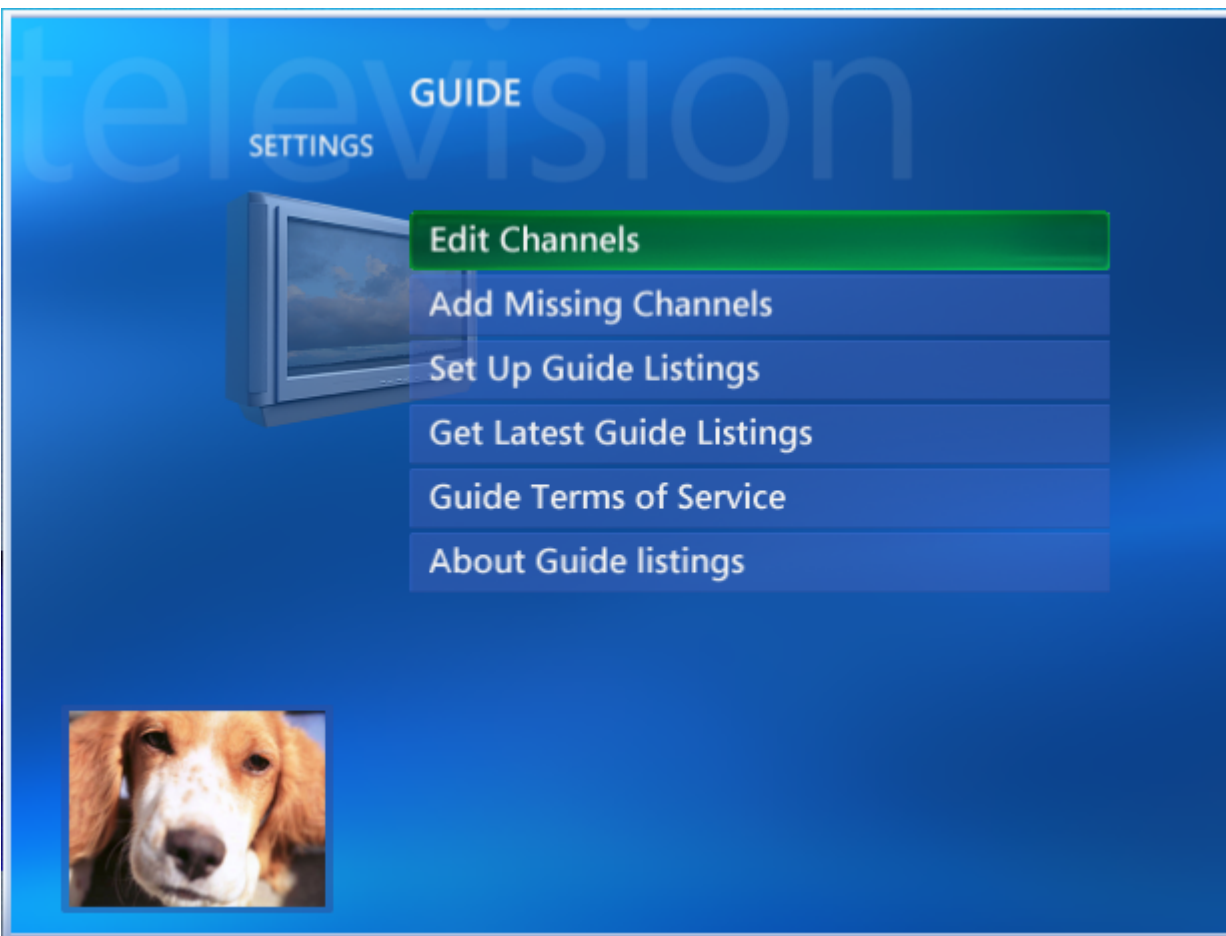 television
GUIDE
SETTINGS
Edit Channels
Add Missing Channels
Set Up Guide Listings
Get Latest Guide Listings
Guide Terms of Service
About Guide listings